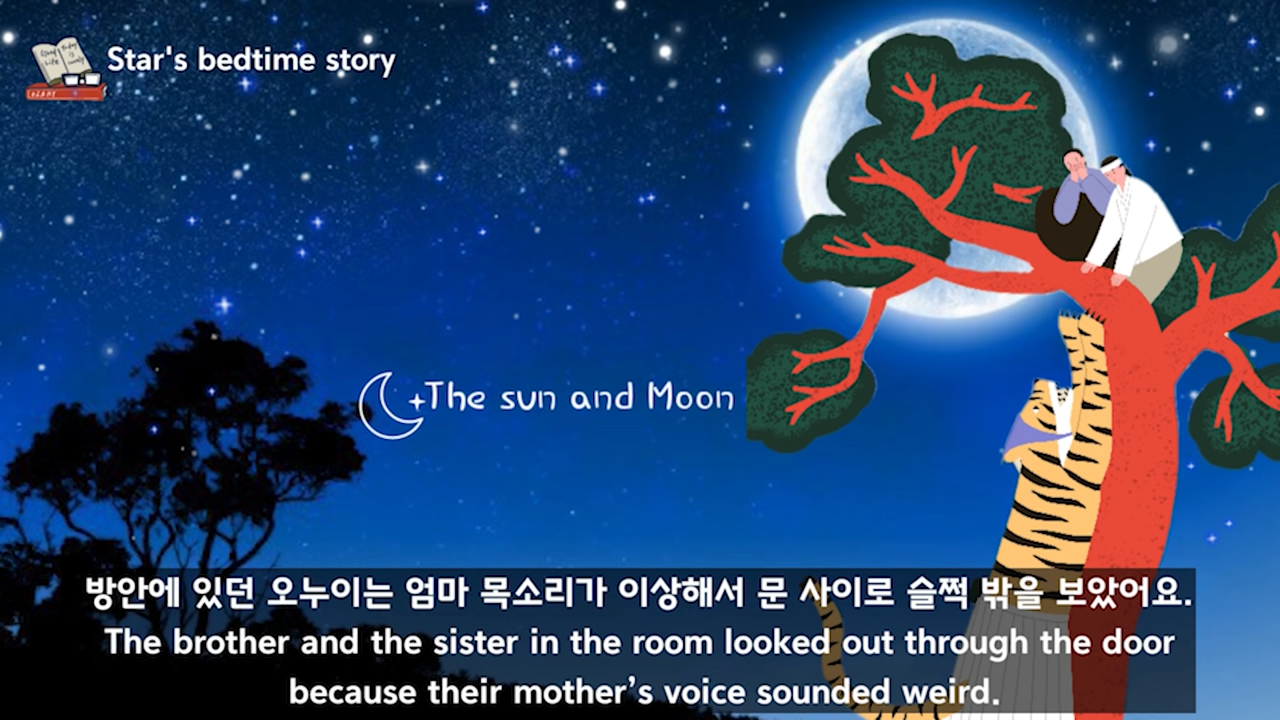 Star's bedtime story
DIARY
The sun and Moon
방안에 있던 오누이는 엄마 목소리가 이상해서 문 사이로 슬쩍 밖을 보았어요.
The brother and the sister in the room looked out through the door
because their mother’s voice sounded weird.